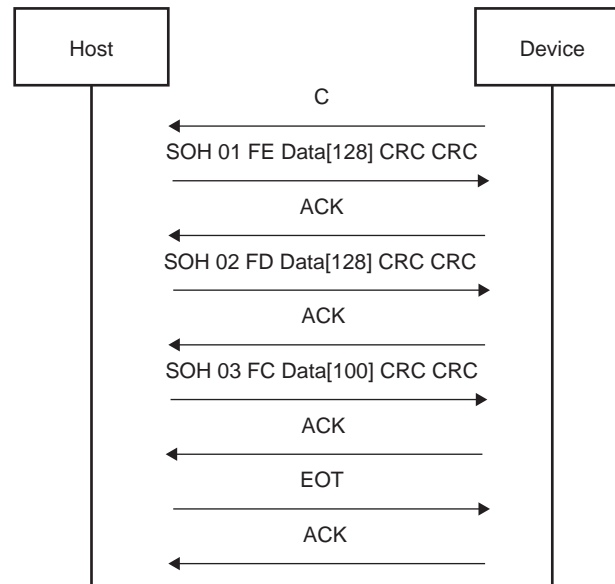 Host
Device
C
SOH 01 FE Data[128] CRC CRC
ACK
SOH 02 FD Data[128] CRC CRC
ACK
SOH 03 FC Data[100] CRC CRC
ACK
EOT
ACK